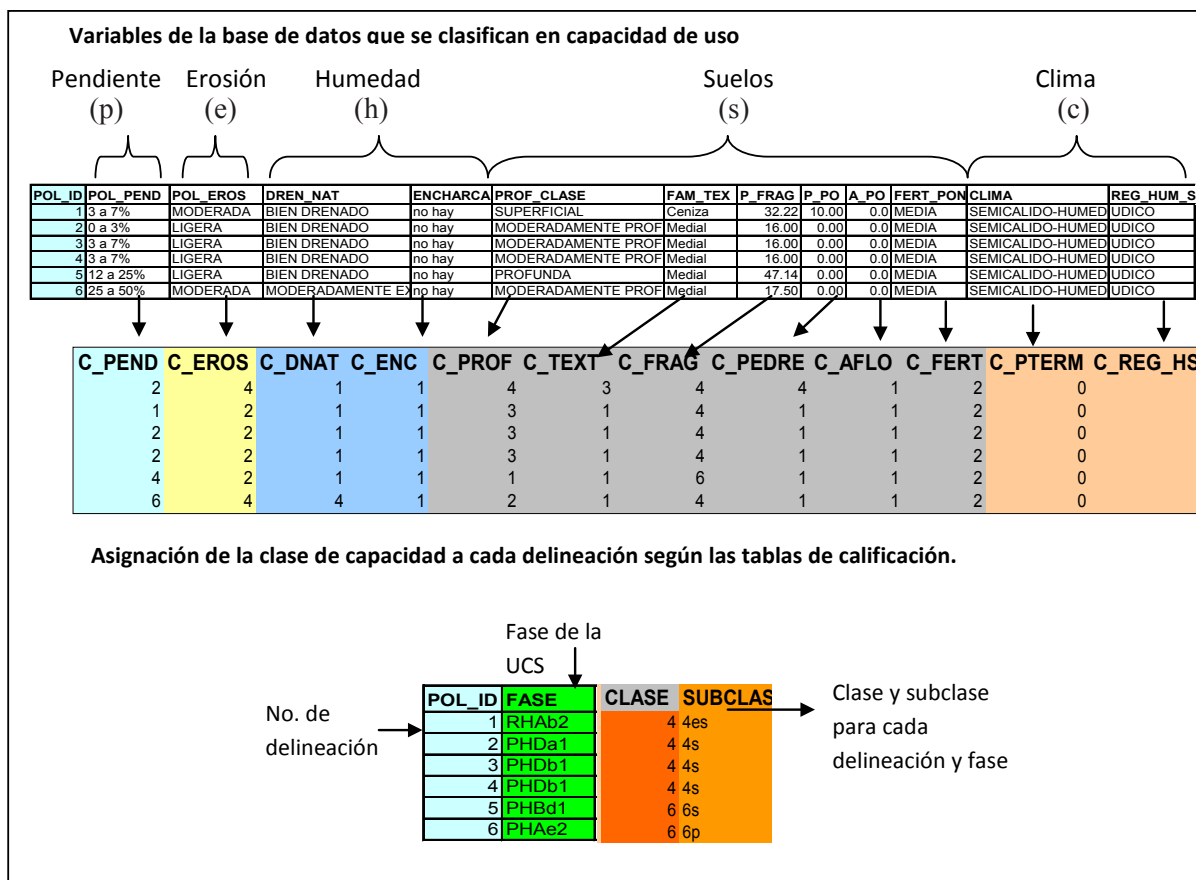 Variables de la base de datos que se clasifican en capacidad de uso
Pendiente Erosión Humedad Suelos Clima
(p) (e) (h) (s) (c)
POL_ID POL_PEND POL_EROS DREN_NAT ENCHARCA PROF_CLASE FAM_TEX P_FRAG P_PO A_PO FERT_PON CLIMA REG_HUM_S
1 3 a 7% MODERADA BIEN DRENADO no hay SUPERFICIAL Ceniza 32.22 10.00 0.0 MEDIA SEMICALIDO-HUMED UDICO
2 0 a 3% LIGERA BIEN DRENADO no hay MODERADAMENTE PROF Medial 16.00 0.00 0.0 MEDIA SEMICALIDO-HUMED UDICO
3 3 a 7% LIGERA BIEN DRENADO no hay MODERADAMENTE PROF Medial 16.00 0.00 0.0 MEDIA SEMICALIDO-HUMED UDICO
4 3 a 7% LIGERA BIEN DRENADO no hay MODERADAMENTE PROF Medial 16.00 0.00 0.0 MEDIA SEMICALIDO-HUMED UDICO
5 12 a 25% LIGERA BIEN DRENADO no hay PROFUNDA Medial 47.14 0.00 0.0 MEDIA SEMICALIDO-HUMED UDICO
6 25 a 50% MODERADA MODERADAMENTE EX no hay MODERADAMENTE PROF Medial 17.50 0.00 0.0 MEDIA SEMICALIDO-HUMED UDICO
C_PEND C_EROS C_DNAT C_ENC C_PROF C_TEXT C_FRAG C_PEDRE C_AFLO C_FERT C_PTERM C_REG_HS
2 4 1 1 4 3 4 4 1 2 0
1 2 1 1 3 1 4 1 1 2 0
2 2 1 1 3 1 4 1 1 2 0
2 2 1 1 3 1 4 1 1 2 0
4 2 1 1 1 1 6 1 1 2 0
6 4 4 1 2 1 4 1 1 2 0
Asignación de la clase de capacidad a cada delineación según las tablas de calificación.
Fase de la
UCS
No. de
delineación
POL_ID FASE CLASE SUBCLAS
1 RHAb2 4 4es
2 PHDa1 4 4s
3 PHDb1 4 4s
4 PHDb1 4 4s
5 PHBd1 6 6s
6 PHAe2 6 6p
Clase y subclase
para cada
delineación y fase